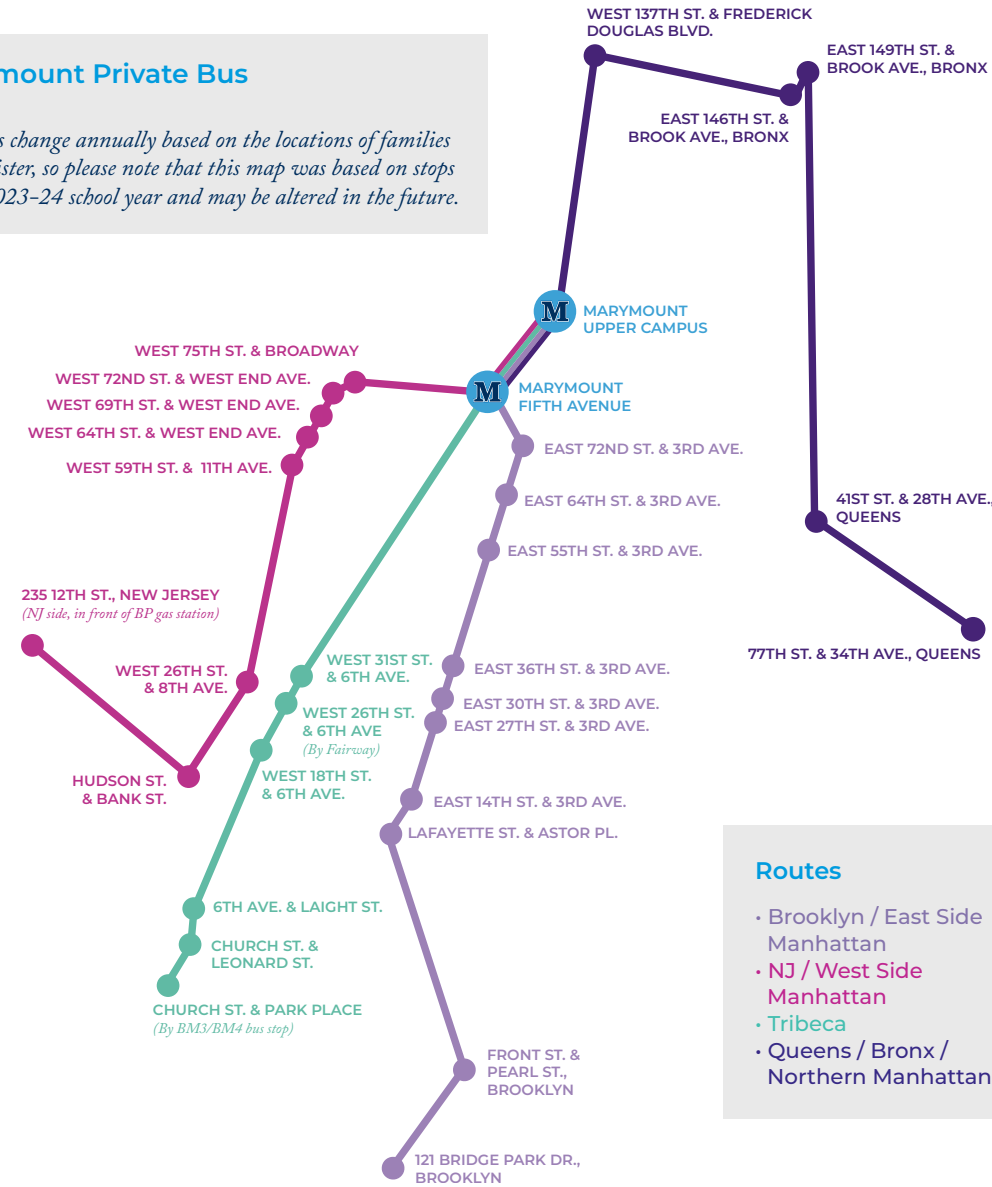 WEST 137TH ST. & FREDERICK
DOUGLAS BLVD.
EAST 149TH ST. &
BROOK AVE., BRONX
EAST 146TH ST. &
BROOK AVE., BRONX
mount Private Bus
s change annually based on the locations of families
ister, so please note that this map was based on stops
023–24 school year and may be altered in the future.
M
MARYMOUNT
UPPER CAMPUS
M
MARYMOUNT
FIFTH AVENUE
WEST 75TH ST. & BROADWAY
WEST 72ND ST. & WEST END AVE.
WEST 69TH ST. & WEST END AVE.
WEST 64TH ST. & WEST END AVE.
WEST 59TH ST. & 11TH AVE.
EAST 72ND ST. & 3RD AVE.
EAST 64TH ST. & 3RD AVE.
EAST 55TH ST. & 3RD AVE.
41ST ST. & 28TH AVE.,
QUEENS
77TH ST. & 34TH AVE., QUEENS
235 12TH ST., NEW JERSEY
(NJ side, in front of BP gas station)
WEST 26TH ST.
& 8TH AVE.
HUDSON ST.
& BANK ST.
WEST 31ST ST.
& 6TH AVE.
WEST 26TH ST.
& 6TH AVE
(By Fairway)
WEST 18TH ST.
& 6TH AVE.
EAST 36TH ST. & 3RD AVE.
EAST 30TH ST. & 3RD AVE.
EAST 27TH ST. & 3RD AVE.
EAST 14TH ST. & 3RD AVE.
LAFAYETTE ST. & ASTOR PL.
6TH AVE. & LAIGHT ST.
CHURCH ST. &
LEONARD ST.
CHURCH ST. & PARK PLACE
(By BM3/BM4 bus stop)
FRONT ST. &
PEARL ST.,
BROOKLYN
121 BRIDGE PARK DR.,
BROOKLYN
Routes
• Brooklyn / East Side
Manhattan
• NJ / West Side
Manhattan
• Tribeca
• Queens / Bronx /
Northern Manhattan